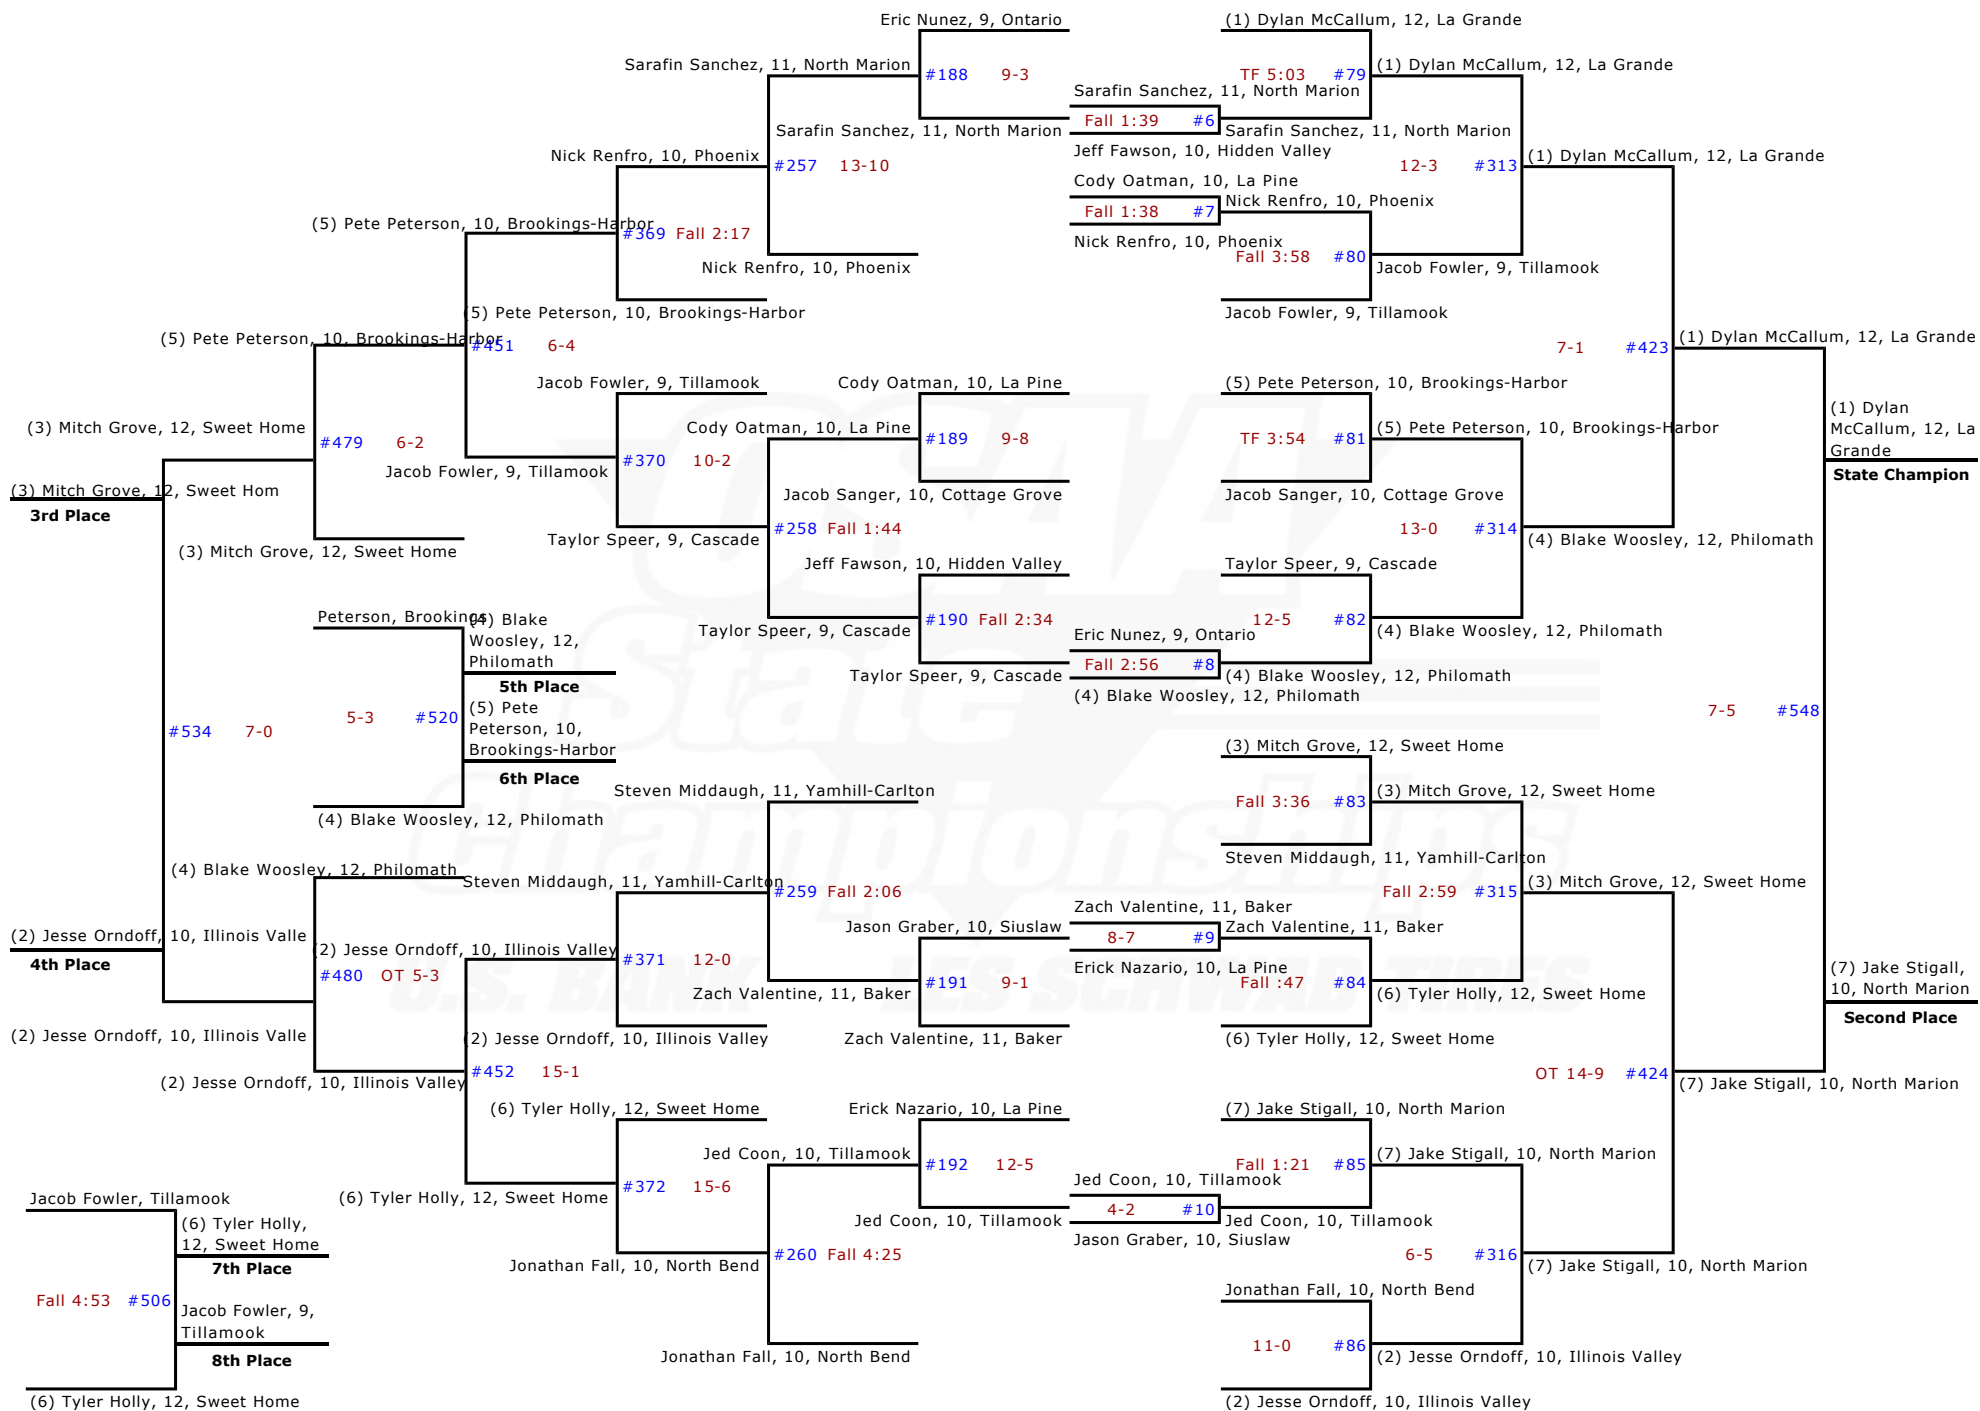 Eric Nunez, 9, Ontario
(1) Dylan McCallum, 12, La Grande
Sarafin Sanchez, 11, North Marion
#188 9-3
TF 5:03 #79
(1) Dylan McCallum, 12, La Grande
Sarafin Sanchez, 11, North Marion
Fall 1:39 #6
Sarafin Sanchez, 11, North Marion
Sarafin Sanchez, 11, North Marion
Jeff Fawson, 10, Hidden Valley
Nick Renfro, 10, Phoenix
#257 13-10
12-3 #313
(1) Dylan McCallum, 12, La Grande
Cody Oatman, 10, La Pine
Fall 1:38 #7
Nick Renfro, 10, Phoenix
(5) Pete Peterson, 10, Brookings-Harbor
#369 Fall 2:17
Nick Renfro, 10, Phoenix
Fall 3:58 #80
Nick Renfro, 10, Phoenix
Jacob Fowler, 9, Tillamook
(5) Pete Peterson, 10, Brookings-Harbor
Jacob Fowler, 9, Tillamook
(5) Pete Peterson, 10, Brookings-Harbor
#451 6-4
7-1 #423
(1) Dylan McCallum, 12, La Grande
Jacob Fowler, 9, Tillamook
Cody Oatman, 10, La Pine
(5) Pete Peterson, 10, Brookings-Harbor
(1) Dylan
McCallum, 12, La
Grande
State Champion
(3) Mitch Grove, 12, Sweet Home
#479 6-2
Cody Oatman, 10, La Pine
#189 9-8
TF 3:54 #81
(5) Pete Peterson, 10, Brookings-Harbor
Jacob Fowler, 9, Tillamook
#370 10-2
(3) Mitch Grove, 12, Sweet Hom
3rd Place
Jacob Sanger, 10, Cottage Grove
Jacob Sanger, 10, Cottage Grove
OSAA
(3) Mitch Grove, 12, Sweet Home
Taylor Speer, 9, Cascade
#258 Fall 1:44
13-0 #314
(4) Blake Woosley, 12, Philomath
Jeff Fawson, 10, Hidden Valley
Taylor Speer, 9, Cascade
Peterson, Brookings
(4) Blake
Woosley, 12,
Philomath
5th Place
Taylor Speer, 9, Cascade
#190 Fall 2:34
12-5 #82
(4) Blake Woosley, 12, Philomath
Eric Nunez, 9, Ontario
Fall 2:56 #8
Taylor Speer, 9, Cascade
(4) Blake Woosley, 12, Philomath
(4) Blake Woosley, 12, Philomath
State
#534 7-0
5-3 #520
(5) Pete
Peterson, 10,
Brookings-Harbor
6th Place
7-5 #548
(3) Mitch Grove, 12, Sweet Home
Steven Middaugh, 11, Yamhill-Carlton
Fall 3:36 #83
(3) Mitch Grove, 12, Sweet Home
(4) Blake Woosley, 12, Philomath
Championships
Steven Middaugh, 11, Yamhill-Carlton
(4) Blake Woosley, 12, Philomath
Steven Middaugh, 11, Yamhill-Carlton
#259 Fall 2:06
Fall 2:59 #315
(3) Mitch Grove, 12, Sweet Home
Zach Valentine, 11, Baker
Jason Graber, 10, Siuslaw
8-7 #9
Zach Valentine, 11, Baker
(2) Jesse Orndoff, 10, Illinois Valle
4th Place
(2) Jesse Orndoff, 10, Illinois Valley
#371 12-0
Erick Nazario, 10, La Pine
#480 OT 5-3
Zach Valentine, 11, Baker
#191 9-1
Fall :47 #84
(6) Tyler Holly, 12, Sweet Home
U.S. BANK LES SCHWAB TIRES
(7) Jake Stigall,
10, North Marion
Second Place
(2) Jesse Orndoff, 10, Illinois Valle
(2) Jesse Orndoff, 10, Illinois Valley
Zach Valentine, 11, Baker
(6) Tyler Holly, 12, Sweet Home
(2) Jesse Orndoff, 10, Illinois Valley
#452 15-1
OT 14-9 #424
(7) Jake Stigall, 10, North Marion
(6) Tyler Holly, 12, Sweet Home
Erick Nazario, 10, La Pine
(7) Jake Stigall, 10, North Marion
Jed Coon, 10, Tillamook
#192 12-5
Fall 1:21 #85
(7) Jake Stigall, 10, North Marion
Jed Coon, 10, Tillamook
(6) Tyler Holly, 12, Sweet Home
#372 15-6
Jacob Fowler, Tillamook
4-2 #10
Jed Coon, 10, Tillamook
Jed Coon, 10, Tillamook
Jason Graber, 10, Siuslaw
(6) Tyler Holly,
12, Sweet Home
7th Place
Jonathan Fall, 10, North Bend
#260 Fall 4:25
6-5 #316
(7) Jake Stigall, 10, North Marion
Jonathan Fall, 10, North Bend
Fall 4:53 #506
Jacob Fowler, 9,
Tillamook
8th Place
Jonathan Fall, 10, North Bend
11-0 #86
(2) Jesse Orndoff, 10, Illinois Valley
(6) Tyler Holly, 12, Sweet Home
(2) Jesse Orndoff, 10, Illinois Valley